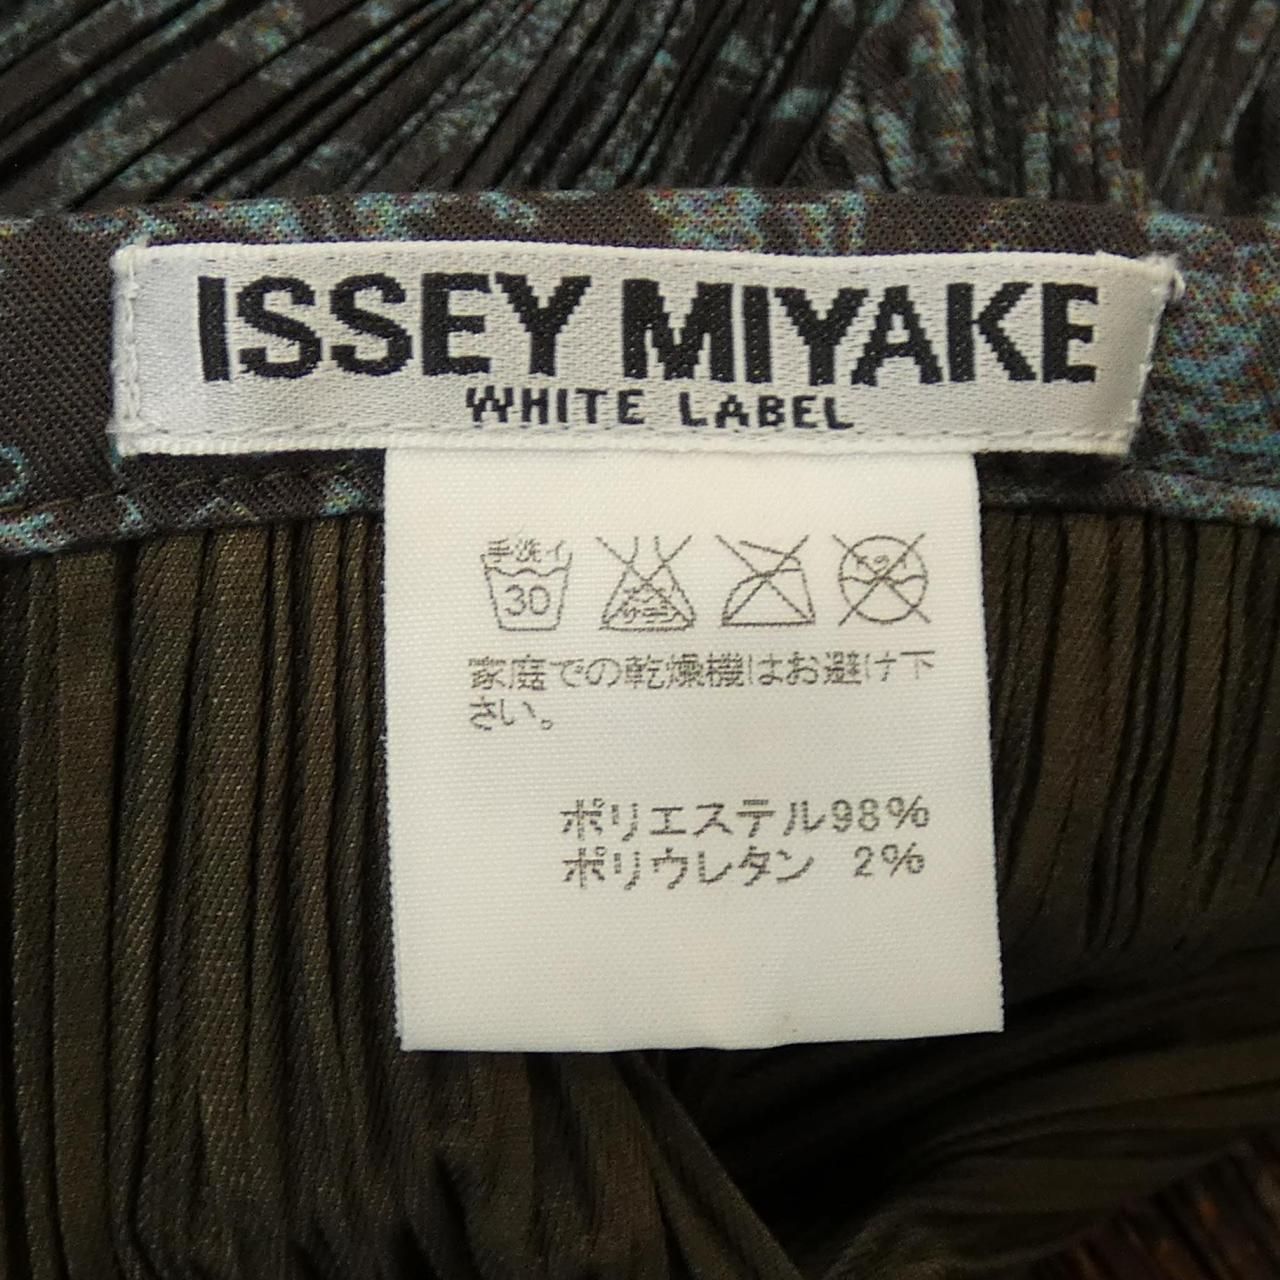 ISSEY MIYAKE
WHITE LABEL
手洗イ
30
家庭での乾燥機はお避け下
さい。
ポリエステル98%
ポリウレタン 2%